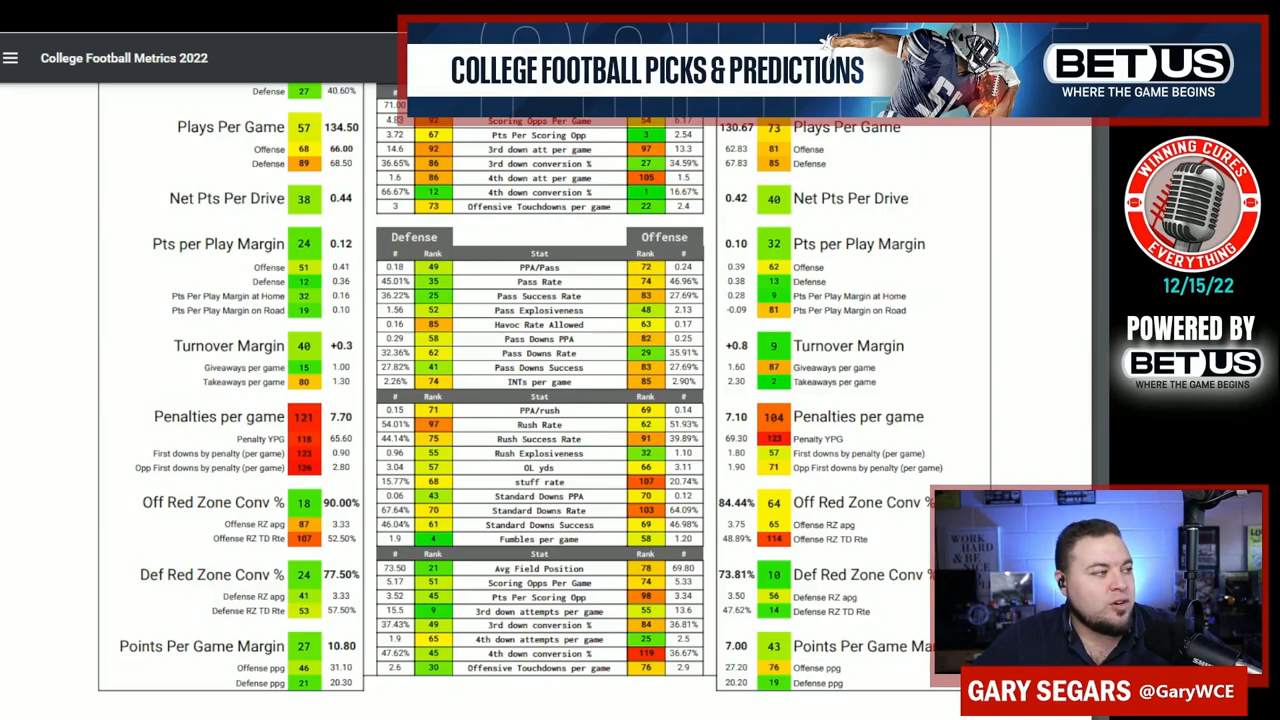 College Football Metrics 2022
COLLEGE FOOTBALL PICKS & PREDICTIONS
BETUS
WHERE THE GAME BEGINS
Defense 27 40.60%
Plays Per Game 57 134.50
Offense 68 66.00
Defense 89 68.50
Net Pts Per Drive 38 0.44
Pts per Play Margin 24 0.12
Offense 51 0.41
Defense 12 0.36
Pts Per Play Margin at Home 32 0.16
Pts Per Play Margin on Road 19 0.10
Turnover Margin 40 +0.3
Giveaways per game 15 1.00
Takeaways per game 80 1.30
Penalties per game 121 7.70
Penalty YPG 118 65.60
First downs by penalty (per game) 123 0.90
Opp First downs by penalty (per game) 126 2.80
Off Red Zone Conv % 18 90.00%
Offense RZ apg 87 3.33
Offense RZ TD Rte 107 52.50%
Def Red Zone Conv % 24 77.50%
Defense RZ apg 41 3.33
Defense RZ TD Rte 53 57.50%
Points Per Game Margin 27 10.80
Offense ppg 46 31.10
Defense ppg 21 20.30
#
71.00
4.83 92 Scoring Opps Per Game 54 6.17
3.72 67 Pts Per Scoring Opp 3 2.54
14.6 92 3rd down att per game 97 13.3
36.65% 86 3rd down conversion % 27 34.59%
1.6 86 4th down att per game 105 1.5
66.67% 12 4th down conversion % 1 16.67%
3 73 Offensive Touchdowns per game 22 2.4
Defense Offense
# Rank Stat Rank #
0.18 49 PPA/Pass 72 0.24
45.01% 35 Pass Rate 74 46.96%
36.22% 25 Pass Success Rate 83 27.69%
1.56 52 Pass Explosiveness 48 2.13
0.16 85 Havoc Rate Allowed 63 0.17
0.29 58 Pass Downs PPA 82 0.25
32.36% 62 Pass Downs Rate 29 35.91%
27.82% 41 Pass Downs Success 83 27.69%
2.26% 74 INTs per game 85 2.90%
# Rank Stat Rank #
0.15 71 PPA/rush 69 0.14
54.01% 97 Rush Rate 62 51.93%
44.14% 75 Rush Success Rate 91 39.89%
0.96 55 Rush Explosiveness 32 1.10
3.04 57 OL yds 66 3.11
15.77% 68 stuff rate 107 20.74%
0.06 43 Standard Downs PPA 70 0.12
67.64% 70 Standard Downs Rate 103 64.09%
46.04% 61 Standard Downs Success 69 46.98%
1.9 4 Fumbles per game 58 1.20
# Rank Stat Rank #
73.50 21 Avg Field Position 78 69.80
5.17 51 Scoring Opps Per Game 74 5.33
3.52 45 Pts Per Scoring Opp 98 3.34
15.5 9 3rd down attempts per game 55 13.6
37.43% 49 3rd down conversion % 84 36.81%
1.9 65 4th down attempts per game 25 2.5
47.62% 45 4th down conversion % 119 36.67%
2.6 30 Offensive Touchdowns per game 76 2.9
130.67 73 Plays Per Game
62.83 81 Offense
67.83 85 Defense
0.42 40 Net Pts Per Drive
0.10 32 Pts per Play Margin
0.39 62 Offense
0.38 13 Defense
0.28 9 Pts Per Play Margin at Home
-0.09 81 Pts Per Play Margin on Road
+0.8 9 Turnover Margin
1.60 87 Giveaways per game
2.30 2 Takeaways per game
7.10 104 Penalties per game
69.30 123 Penalty YPG
1.80 57 First downs by penalty (per game)
1.90 71 Opp First downs by penalty (per game)
84.44% 64 Off Red Zone Conv %
3.75 65 Offense RZ apg
48.89% 114 Offense RZ TD Rte
73.81% 10 Def Red Zone Conv %
3.50 56 Defense RZ apg
47.62% 14 Defense RZ TD Rte
7.00 43 Points Per Game Ma
27.20 76 Offense ppg
20.20 19 Defense ppg
WINNING CURES
EVERYTHING
12/15/22
POWERED BY
BETUS
WHERE THE GAME BEGINS
WORK
HARD
& BE
GARY SEGARS @GaryWCE